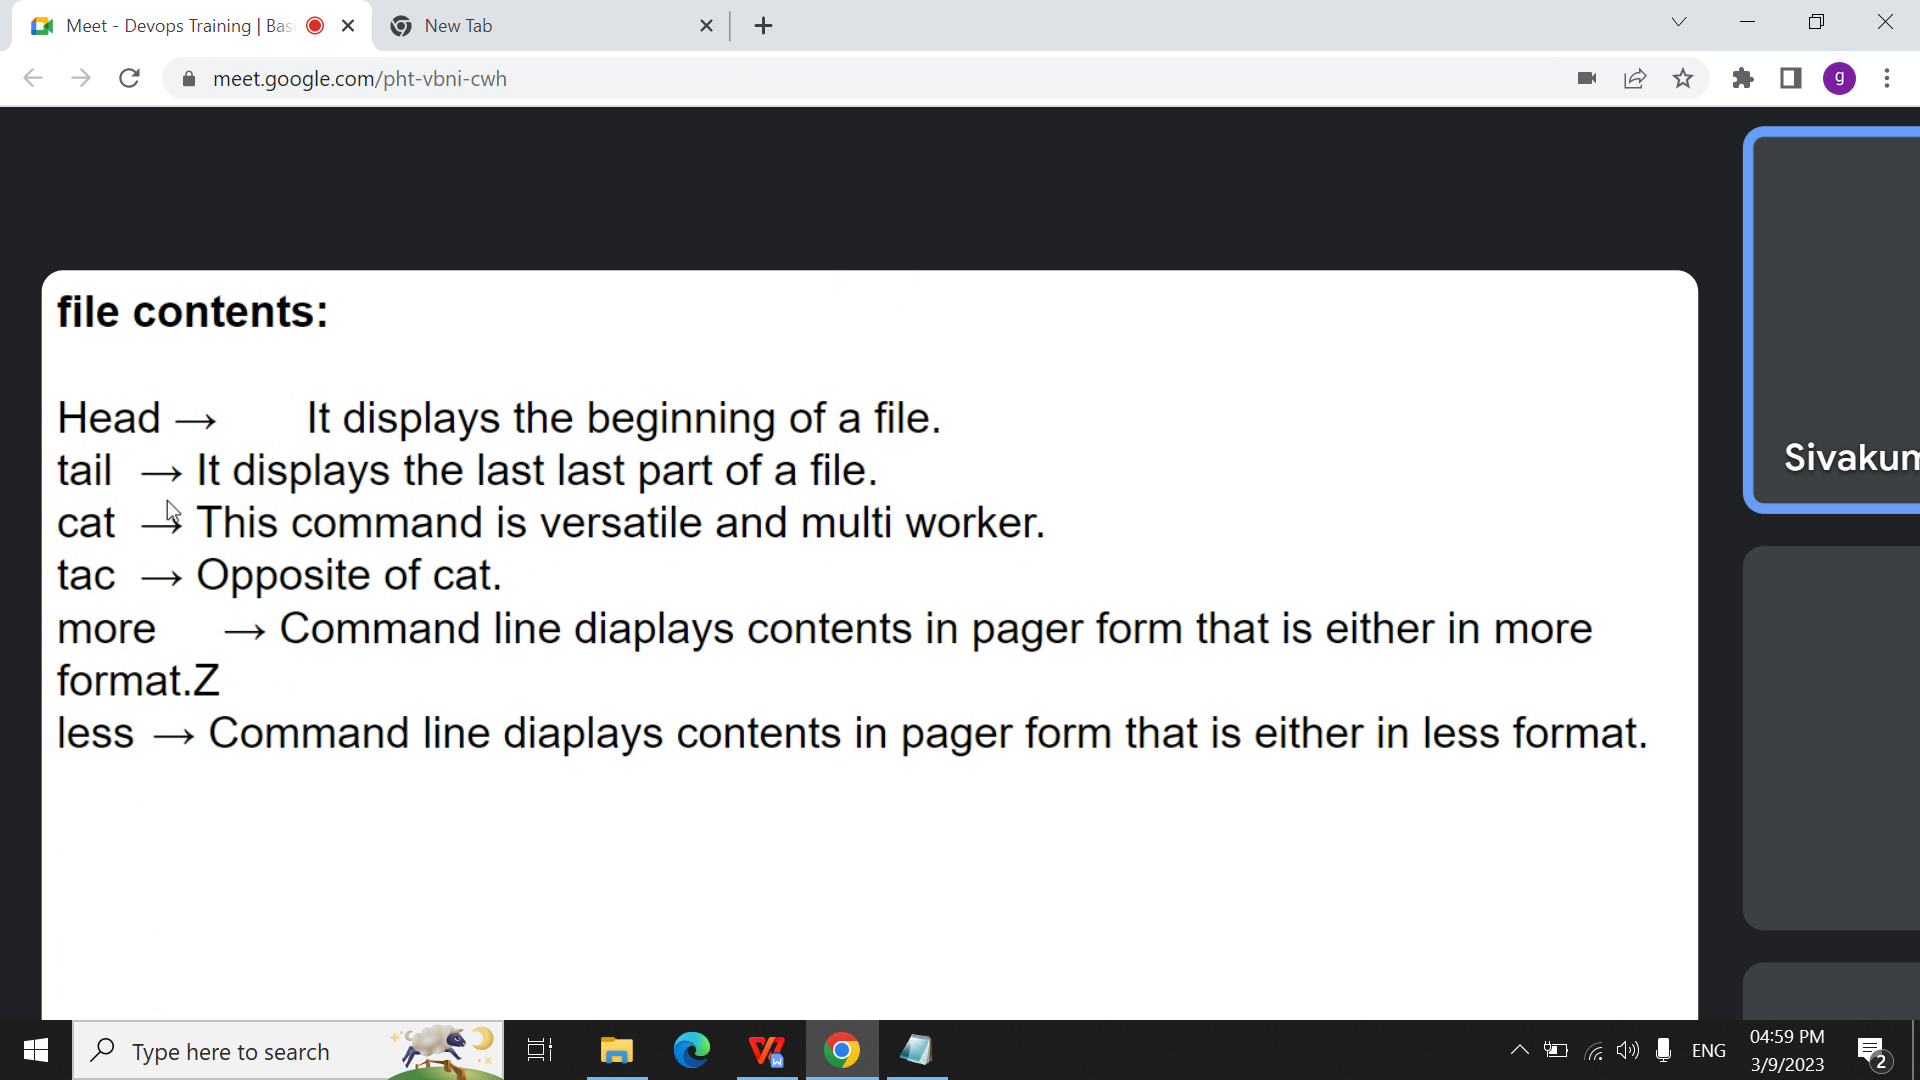 Meet - Devops Training | Bas
New Tab
meet.google.com/pht-vbni-cwh
g
file contents:
Head → It displays the beginning of a file.
tail → It displays the last last part of a file.
cat → This command is versatile and multi worker.
tac → Opposite of cat.
more → Command line diaplays contents in pager form that is either in more
format.Z
less → Command line diaplays contents in pager form that is either in less format.
Sivakum
Type here to search
ENG
04:59 PM
3/9/2023
2